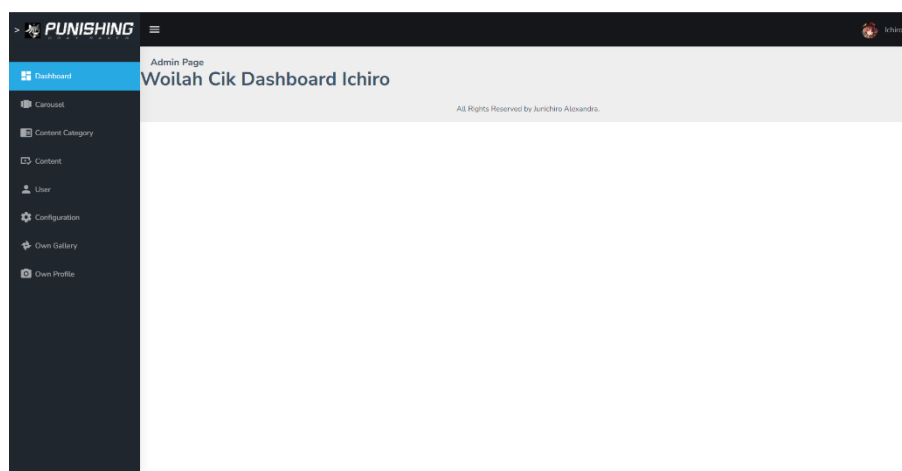 > PUNISHING
Ichiro
Admin Page
Woilah Cik Dashboard Ichiro
All Rights Reserved by Junichiro Alexandra.
Dashboard
Carousel
Content Category
Content
User
Configuration
Own Gallery
Own Profile